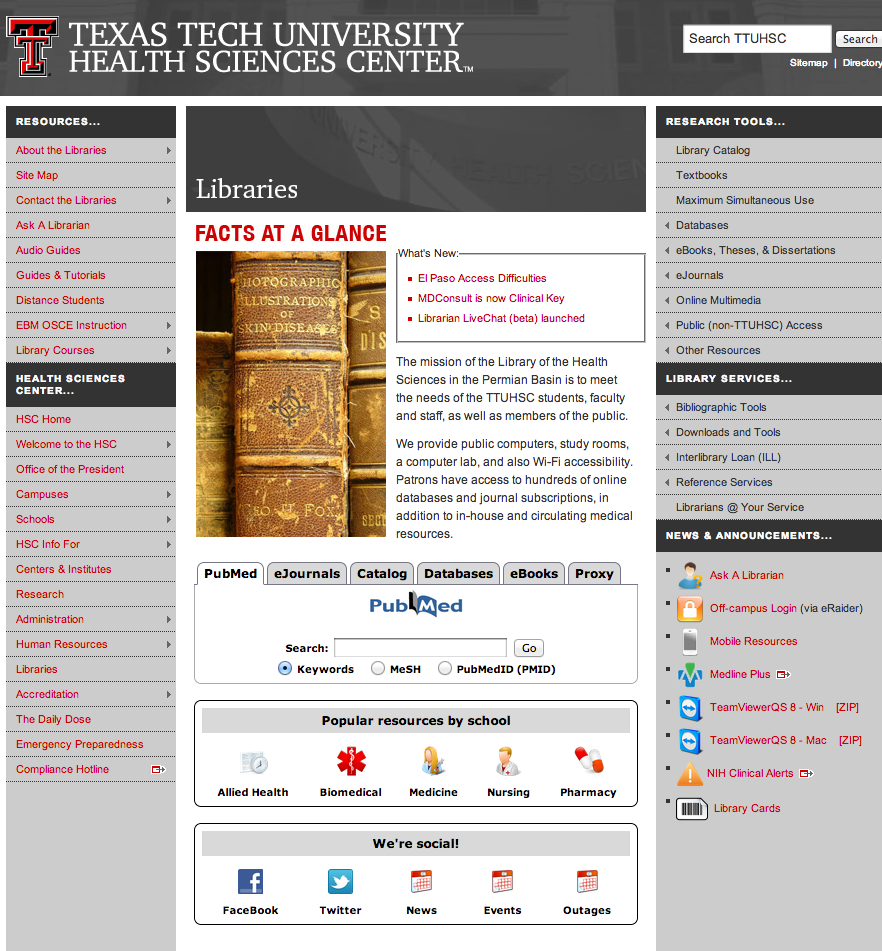 TEXAS TECH UNIVERSITY
HEALTH SCIENCES CENTER™
Search TTUHSC
Search
Sitemap | Directory
RESOURCES...
About the Libraries
Site Map
Contact the Libraries
Ask A Librarian
Audio Guides
Guides & Tutorials
Distance Students
EBM OSCE Instruction
Library Courses
HEALTH SCIENCES
CENTER...
HSC Home
Welcome to the HSC
Office of the President
Campuses
Schools
HSC Info For
Centers & Institutes
Research
Administration
Human Resources
Libraries
Accreditation
The Daily Dose
Emergency Preparedness
Compliance Hotline
Libraries
FACTS AT A GLANCE
HOTOGRAPHIC
ILLUSTRATIONS
OF
SKIN DISEASES
GEO. H. FOX
S
DIS
SEC
What's New:
El Paso Access Difficulties
MDConsult is now Clinical Key
Librarian LiveChat (beta) launched
The mission of the Library of the Health
Sciences in the Permian Basin is to meet
the needs of the TTUHSC students, faculty
and staff, as well as members of the public.
We provide public computers, study rooms,
a computer lab, and also Wi-Fi accessibility.
Patrons have access to hundreds of online
databases and journal subscriptions, in
addition to in-house and circulating medical
resources.
PubMed eJournals Catalog Databases eBooks Proxy
PubMed
Search: Go
Keywords MeSH PubMedID (PMID)
Popular resources by school
Allied Health Biomedical Medicine Nursing Pharmacy
We're social!
FaceBook Twitter News Events Outages
RESEARCH TOOLS...
Library Catalog
Textbooks
Maximum Simultaneous Use
Databases
eBooks, Theses, & Dissertations
eJournals
Online Multimedia
Public (non-TTUHSC) Access
Other Resources
LIBRARY SERVICES...
Bibliographic Tools
Downloads and Tools
Interlibrary Loan (ILL)
Reference Services
Librarians @ Your Service
NEWS & ANNOUNCEMENTS...
Ask A Librarian
Off-campus Login (via eRaider)
Mobile Resources
Medline Plus
TeamViewerQS 8 - Win [ZIP]
TeamViewerQS 8 - Mac [ZIP]
NIH Clinical Alerts
Library Cards